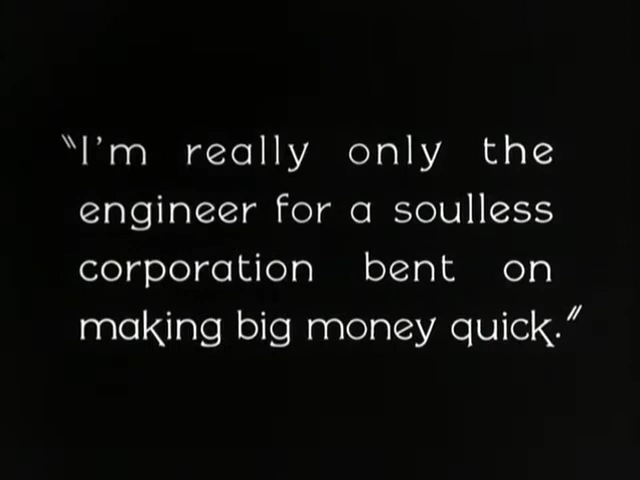 "I'm really only the
engineer for a soulless
corporation bent on
making big money quick."